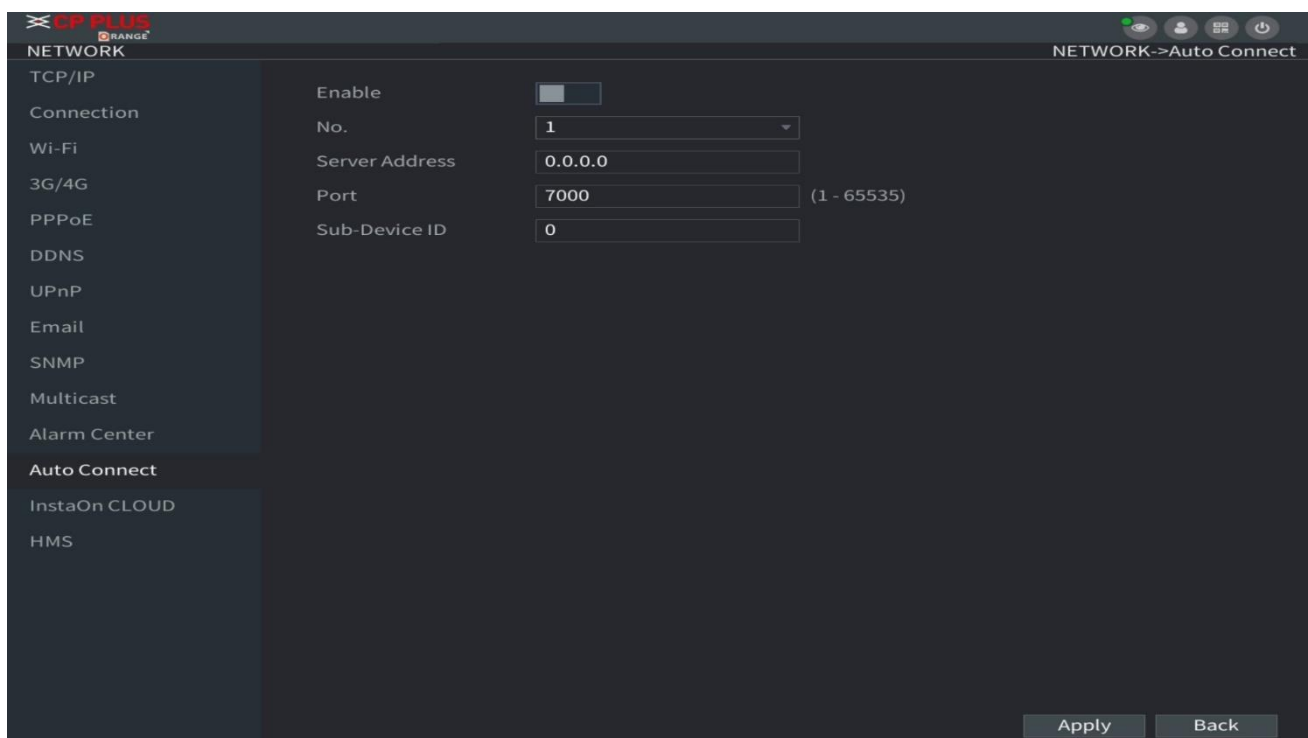 CP PLUS
ORANGE
NETWORK
NETWORK->Auto Connect
TCP/IP
Connection
Wi-Fi
3G/4G
PPPoE
DDNS
UPnP
Email
SNMP
Multicast
Alarm Center
Auto Connect
InstaOn CLOUD
HMS
Enable
No. 1
Server Address 0.0.0.0
Port 7000 (1 - 65535)
Sub-Device ID 0
Apply Back